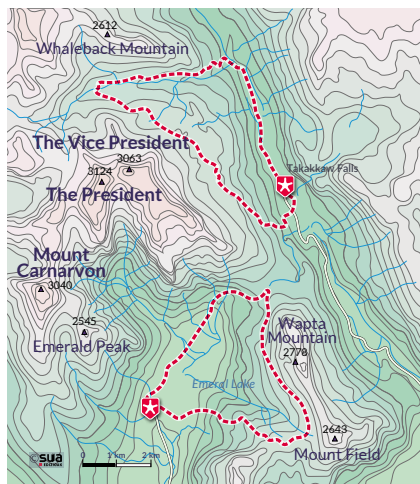 2612
Whaleback Mountain
The Vice President
3063
3124
The President
Takakkaw Falls
Mount
Carnarvon
3040
2545
Emerald Peak
Wapta
Mountain
2778
Emeral Lake
2643
Mount Field
©sua
0 1 km 2 km